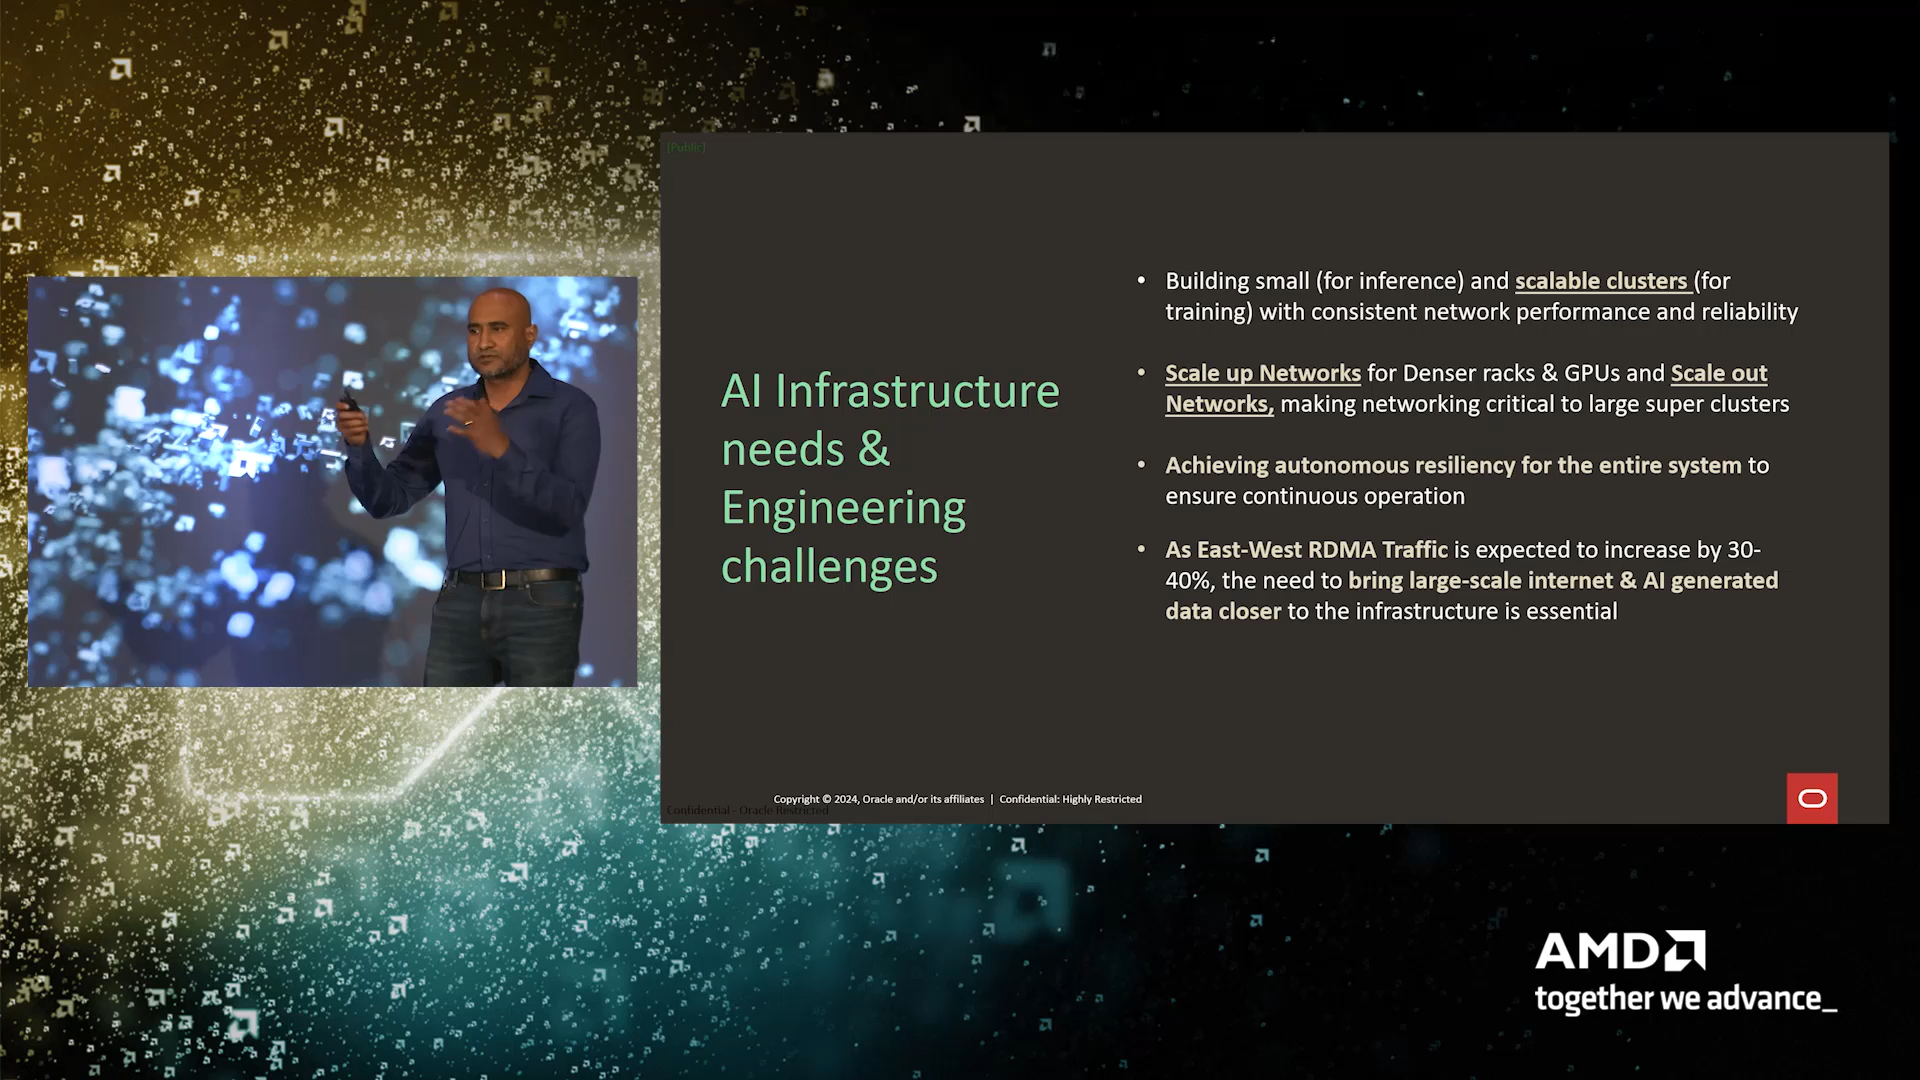 [Public]
AI Infrastructure
needs &
Engineering
challenges
• Building small (for inference) and scalable clusters (for
training) with consistent network performance and reliability
• Scale up Networks for Denser racks & GPUs and Scale out
Networks, making networking critical to large super clusters
• Achieving autonomous resiliency for the entire system to
ensure continuous operation
• As East-West RDMA Traffic is expected to increase by 30-
40%, the need to bring large-scale internet & AI generated
data closer to the infrastructure is essential
Copyright © 2024, Oracle and/or its affiliates | Confidential: Highly Restricted
Confidential - Oracle Restricted
AMD
together we advance_